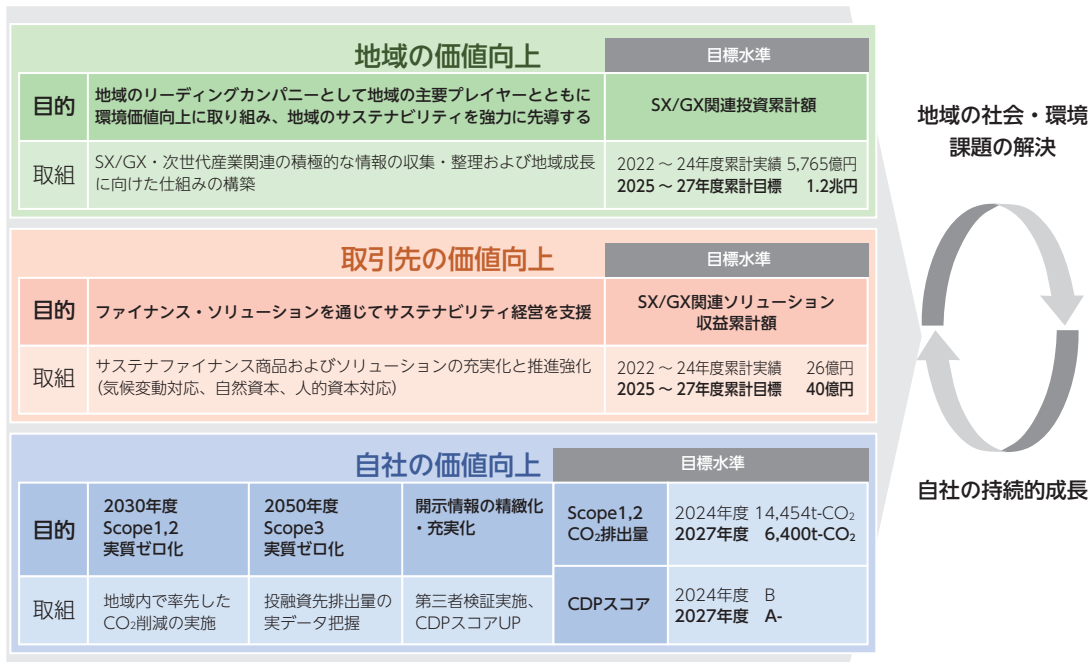 地域の価値向上
目標水準
目的
地域のリーディングカンパニーとして地域の主要プレイヤーとともに
環境価値向上に取り組み、地域のサステナビリティを強力に先導する
SX/GX関連投資累計額
取組
SX/GX・次世代産業関連の積極的な情報の収集・整理および地域成長
に向けた仕組みの構築
2022～24年度累計実績 5,765億円
2025～27年度累計目標 1.2兆円
取引先の価値向上
目標水準
目的
ファイナンス・ソリューションを通じてサステナビリティ経営を支援
SX/GX関連ソリューション
収益累計額
取組
サステナファイナンス商品およびソリューションの充実化と推進強化
(気候変動対応、自然資本、人的資本対応)
2022～24年度累計実績 26億円
2025～27年度累計目標 40億円
自社の価値向上
目標水準
目的
2030年度
Scope1,2
実質ゼロ化
2050年度
Scope3
実質ゼロ化
開示情報の精緻化
・充実化
Scope1,2
CO₂排出量
2024年度 14,454t-CO₂
2027年度 6,400t-CO₂
取組
地域内で率先した
CO₂削減の実施
投融資先排出量の
実データ把握
第三者検証実施、
CDPスコアUP
CDPスコア
2024年度 B
2027年度 A-
地域の社会・環境
課題の解決
自社の持続的成長